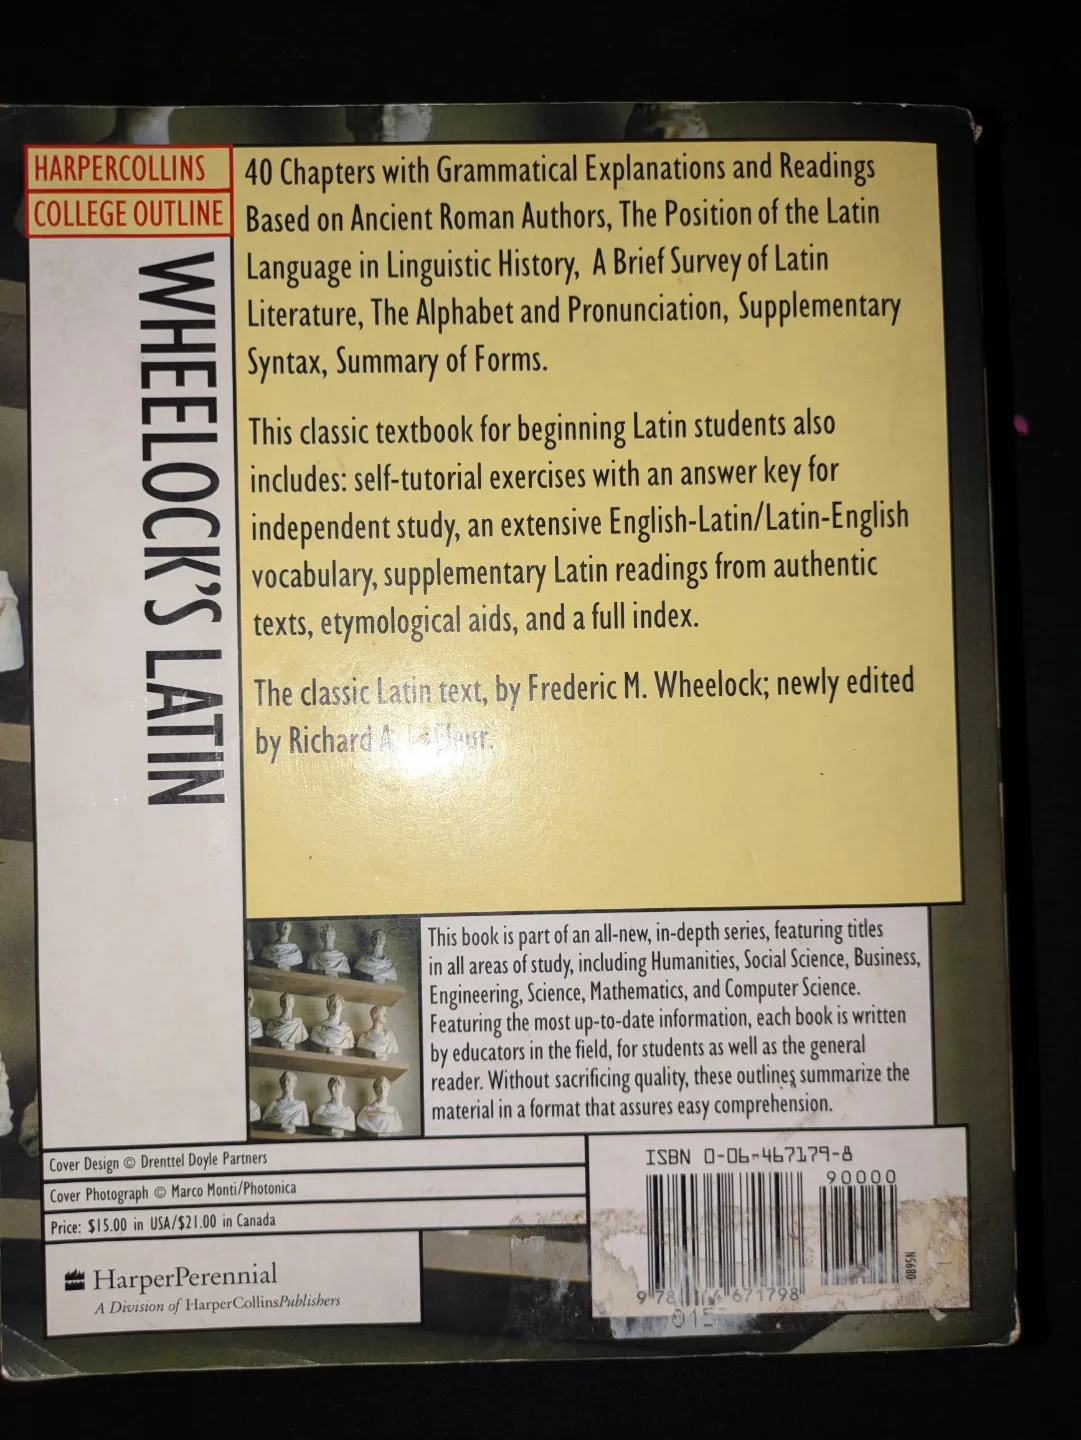 HARPERCOLLINS
COLLEGE OUTLINE
WHEELOCK'S LATIN
40 Chapters with Grammatical Explanations and Readings
Based on Ancient Roman Authors, The Position of the Latin
Language in Linguistic History, A Brief Survey of Latin
Literature, The Alphabet and Pronunciation, Supplementary
Syntax, Summary of Forms.
This classic textbook for beginning Latin students also
includes: self-tutorial exercises with an answer key for
independent study, an extensive English-Latin/Latin-English
vocabulary, supplementary Latin readings from authentic
texts, etymological aids, and a full index.
The classic Latin text, by Frederic M. Wheelock; newly edited
by Richard A. LaFleur.
This book is part of an all-new, in-depth series, featuring titles
in all areas of study, including Humanities, Social Science, Business,
Engineering, Science, Mathematics, and Computer Science.
Featuring the most up-to-date information, each book is written
by educators in the field, for students as well as the general
reader. Without sacrificing quality, these outlines summarize the
material in a format that assures easy comprehension.
Cover Design © Drenttel Doyle Partners
Cover Photograph © Marco Monti/Photonica
Price: $15.00 in USA/$21.00 in Canada
HarperPerennial
A Division of HarperCollinsPublishers
ISBN 0-06-467179-8
90000
671798